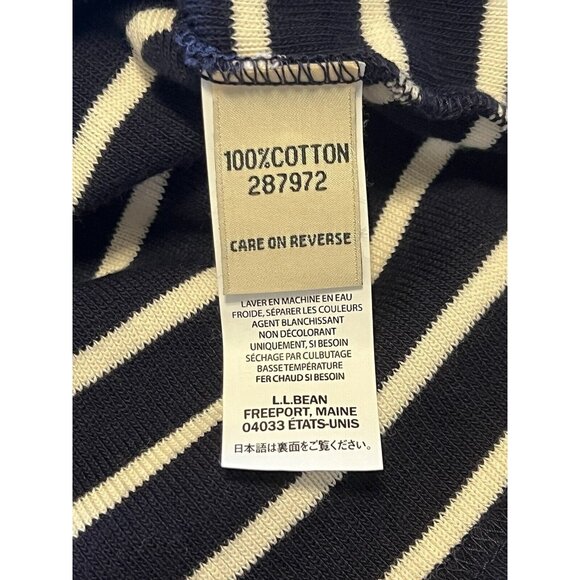 100%COTTON
287972
CARE ON REVERSE
LAVER EN MACHINE EN EAU
FROIDE, SÉPARER LES COULEURS
AGENT BLANCHISSANT
NON DÉCOLORANT
UNIQUEMENT, SI BESOIN
SÉCHAGE PAR CULBUTAGE
BASSE TEMPÉRATURE
FER CHAUD SI BESOIN
L.L.BEAN
FREEPORT, MAINE
04033 ÉTATS-UNIS
日本語は裏面をご覧ください。